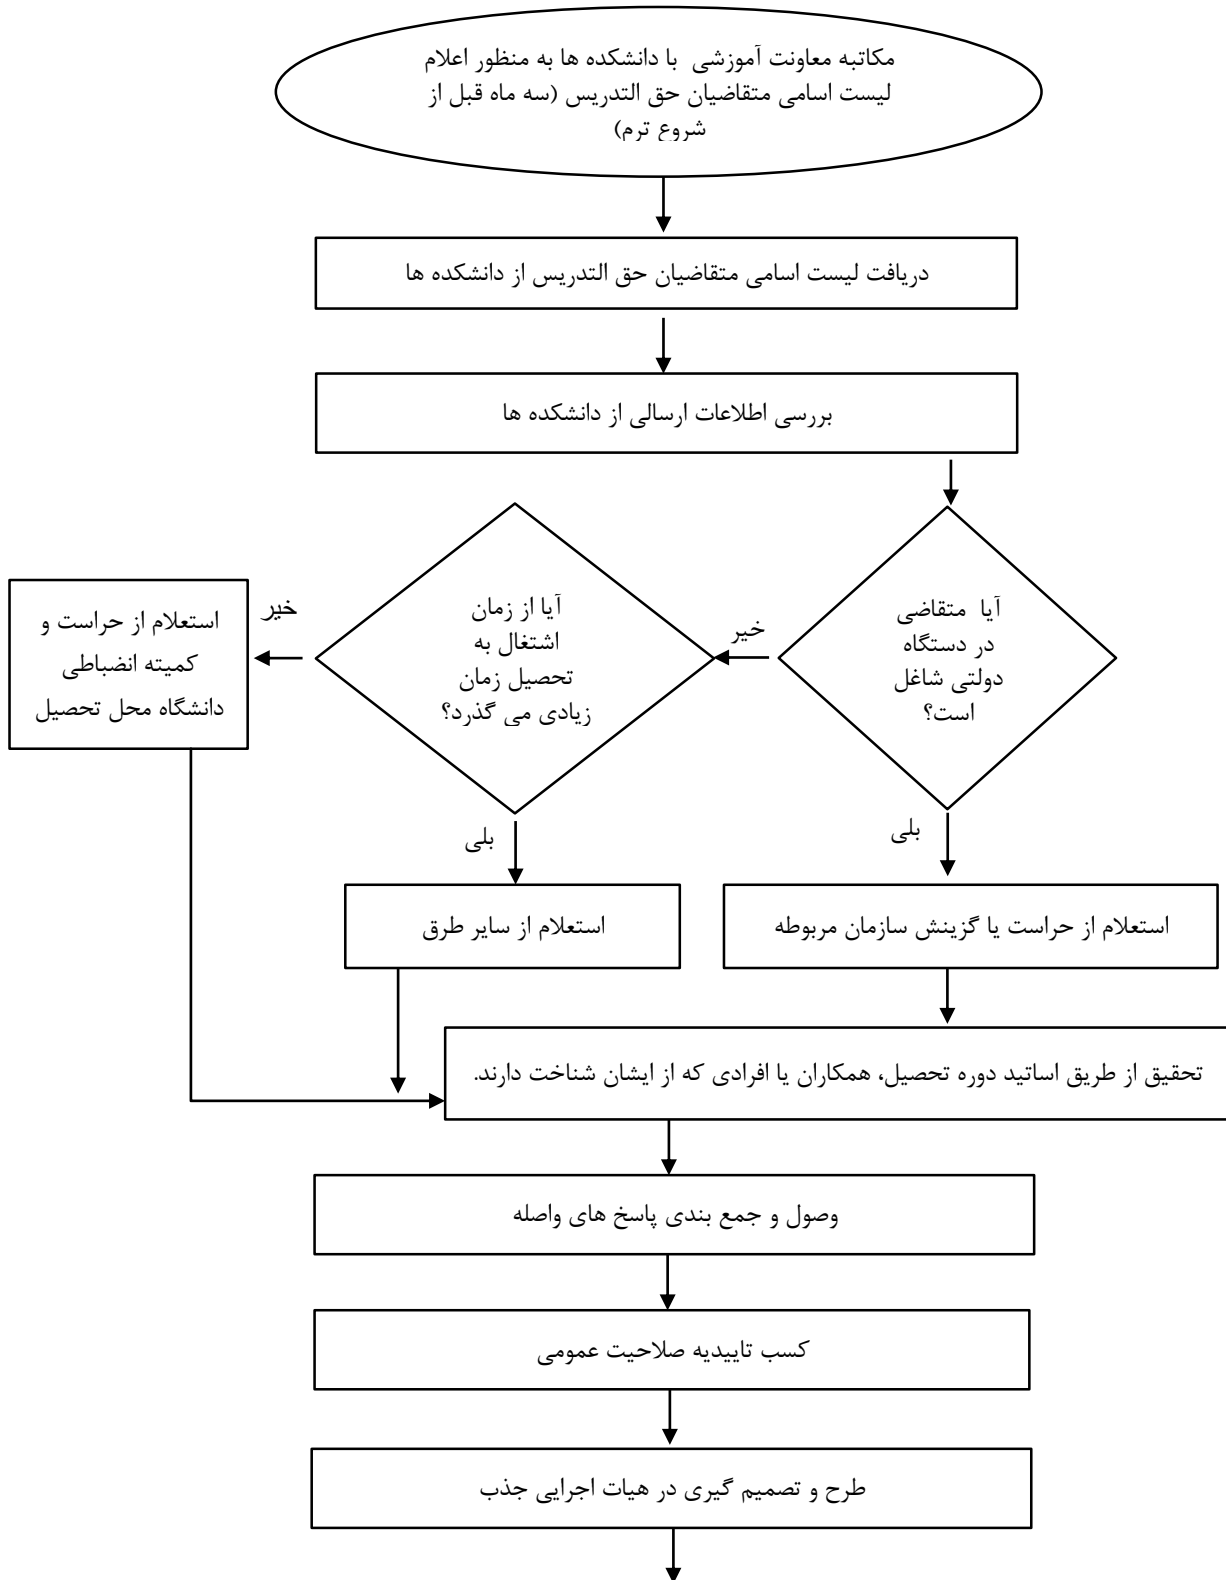 مکاتبه معاونت آموزشی با دانشکده ها به منظور اعلام
لیست اسامی متقاضیان حق التدریس (سه ماه قبل از
شروع ترم)
دریافت لیست اسامی متقاضیان حق التدریس از دانشکده ها
بررسی اطلاعات ارسالی از دانشکده ها
آیا متقاضی
در دستگاه
دولتی شاغل
است؟
خیر
آیا از زمان
اشتغال به
تحصیل زمان
زیادی می گذرد؟
خیر
استعلام از حراست و
کمیته انضباطی
دانشگاه محل تحصیل
بلی
بلی
استعلام از حراست یا گزینش سازمان مربوطه
استعلام از سایر طرق
تحقیق از طریق اساتید دوره تحصیل، همکاران یا افرادی که از ایشان شناخت دارند.
وصول و جمع بندی پاسخ های واصله
کسب تاییدیه صلاحیت عمومی
طرح و تصمیم گیری در هیات اجرایی جذب